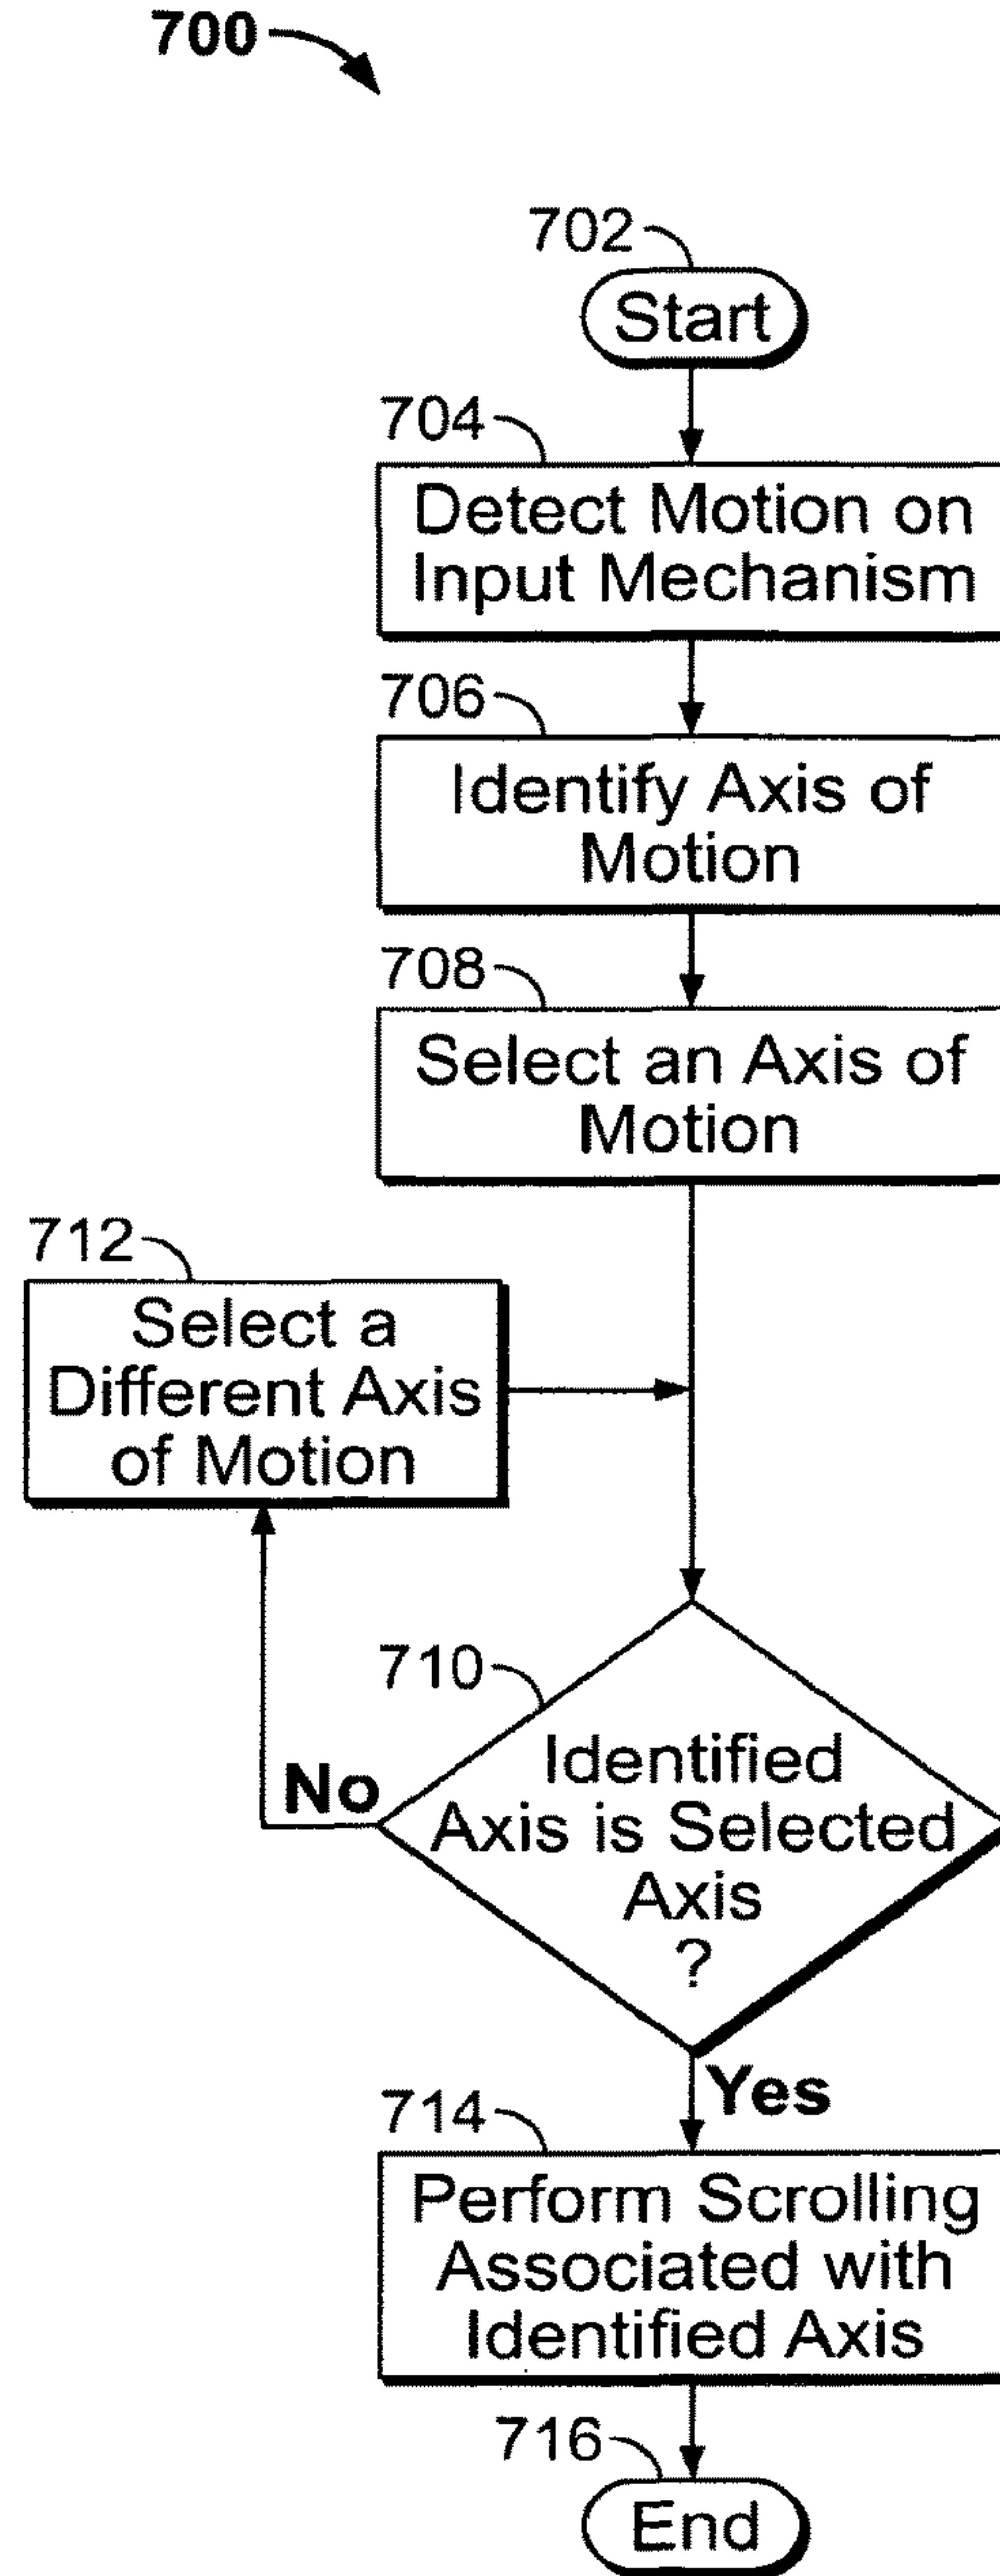 700
702
Start
704
Detect Motion on
Input Mechanism
706
Identify Axis of
Motion
708
Select an Axis of
Motion
712
Select a
Different Axis
of Motion
710
Identified
Axis is Selected
Axis
?
No
Yes
714
Perform Scrolling
Associated with
Identified Axis
716
End